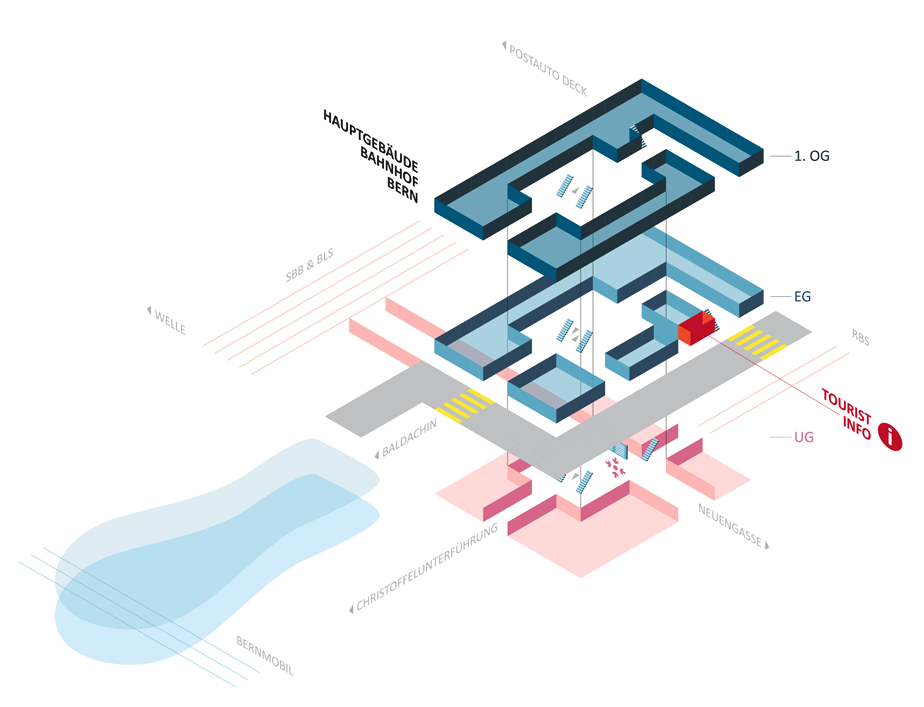 ◀ POSTAUTO DECK
HAUPTGEBÄUDE
BAHNHOF
BERN
1. OG
SBB & BLS
EG
◀ WELLE
RBS
TOURIST
INFO
i
◀ BALDACHIN
UG
NEUENGASSE ▶
◀ CHRISTOFFELUNTERFÜHRUNG
BERNMOBIL